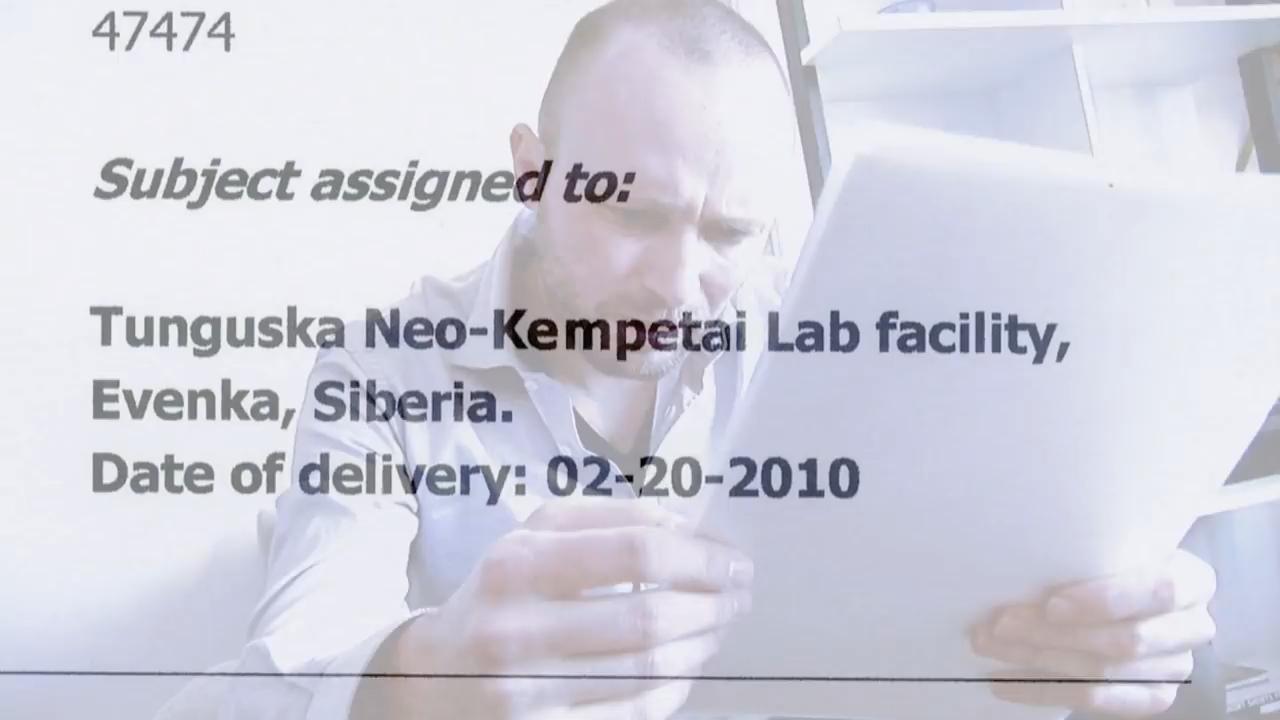 47474
Subject assigned to:
Tunguska Neo-Kempetai Lab facility,
Evenka, Siberia.
Date of delivery: 02-20-2010